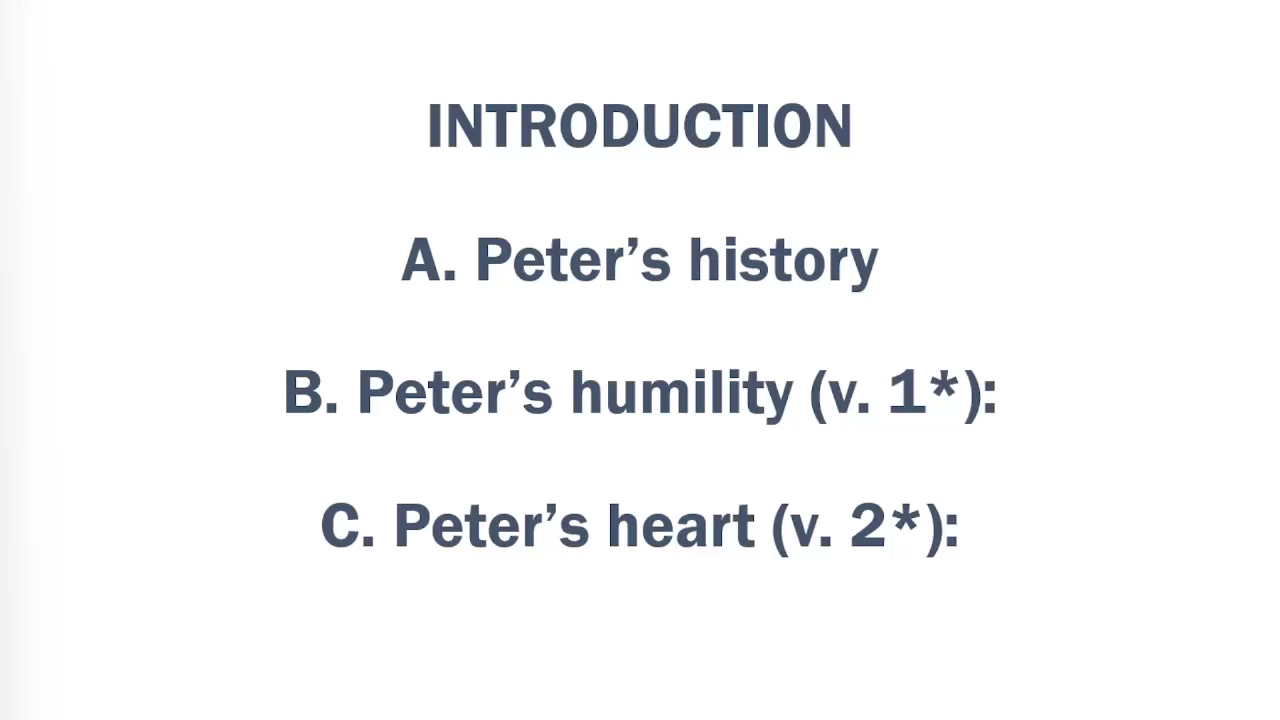 INTRODUCTION
A. Peter’s history
B. Peter’s humility (v. 1*):
C. Peter’s heart (v. 2*):